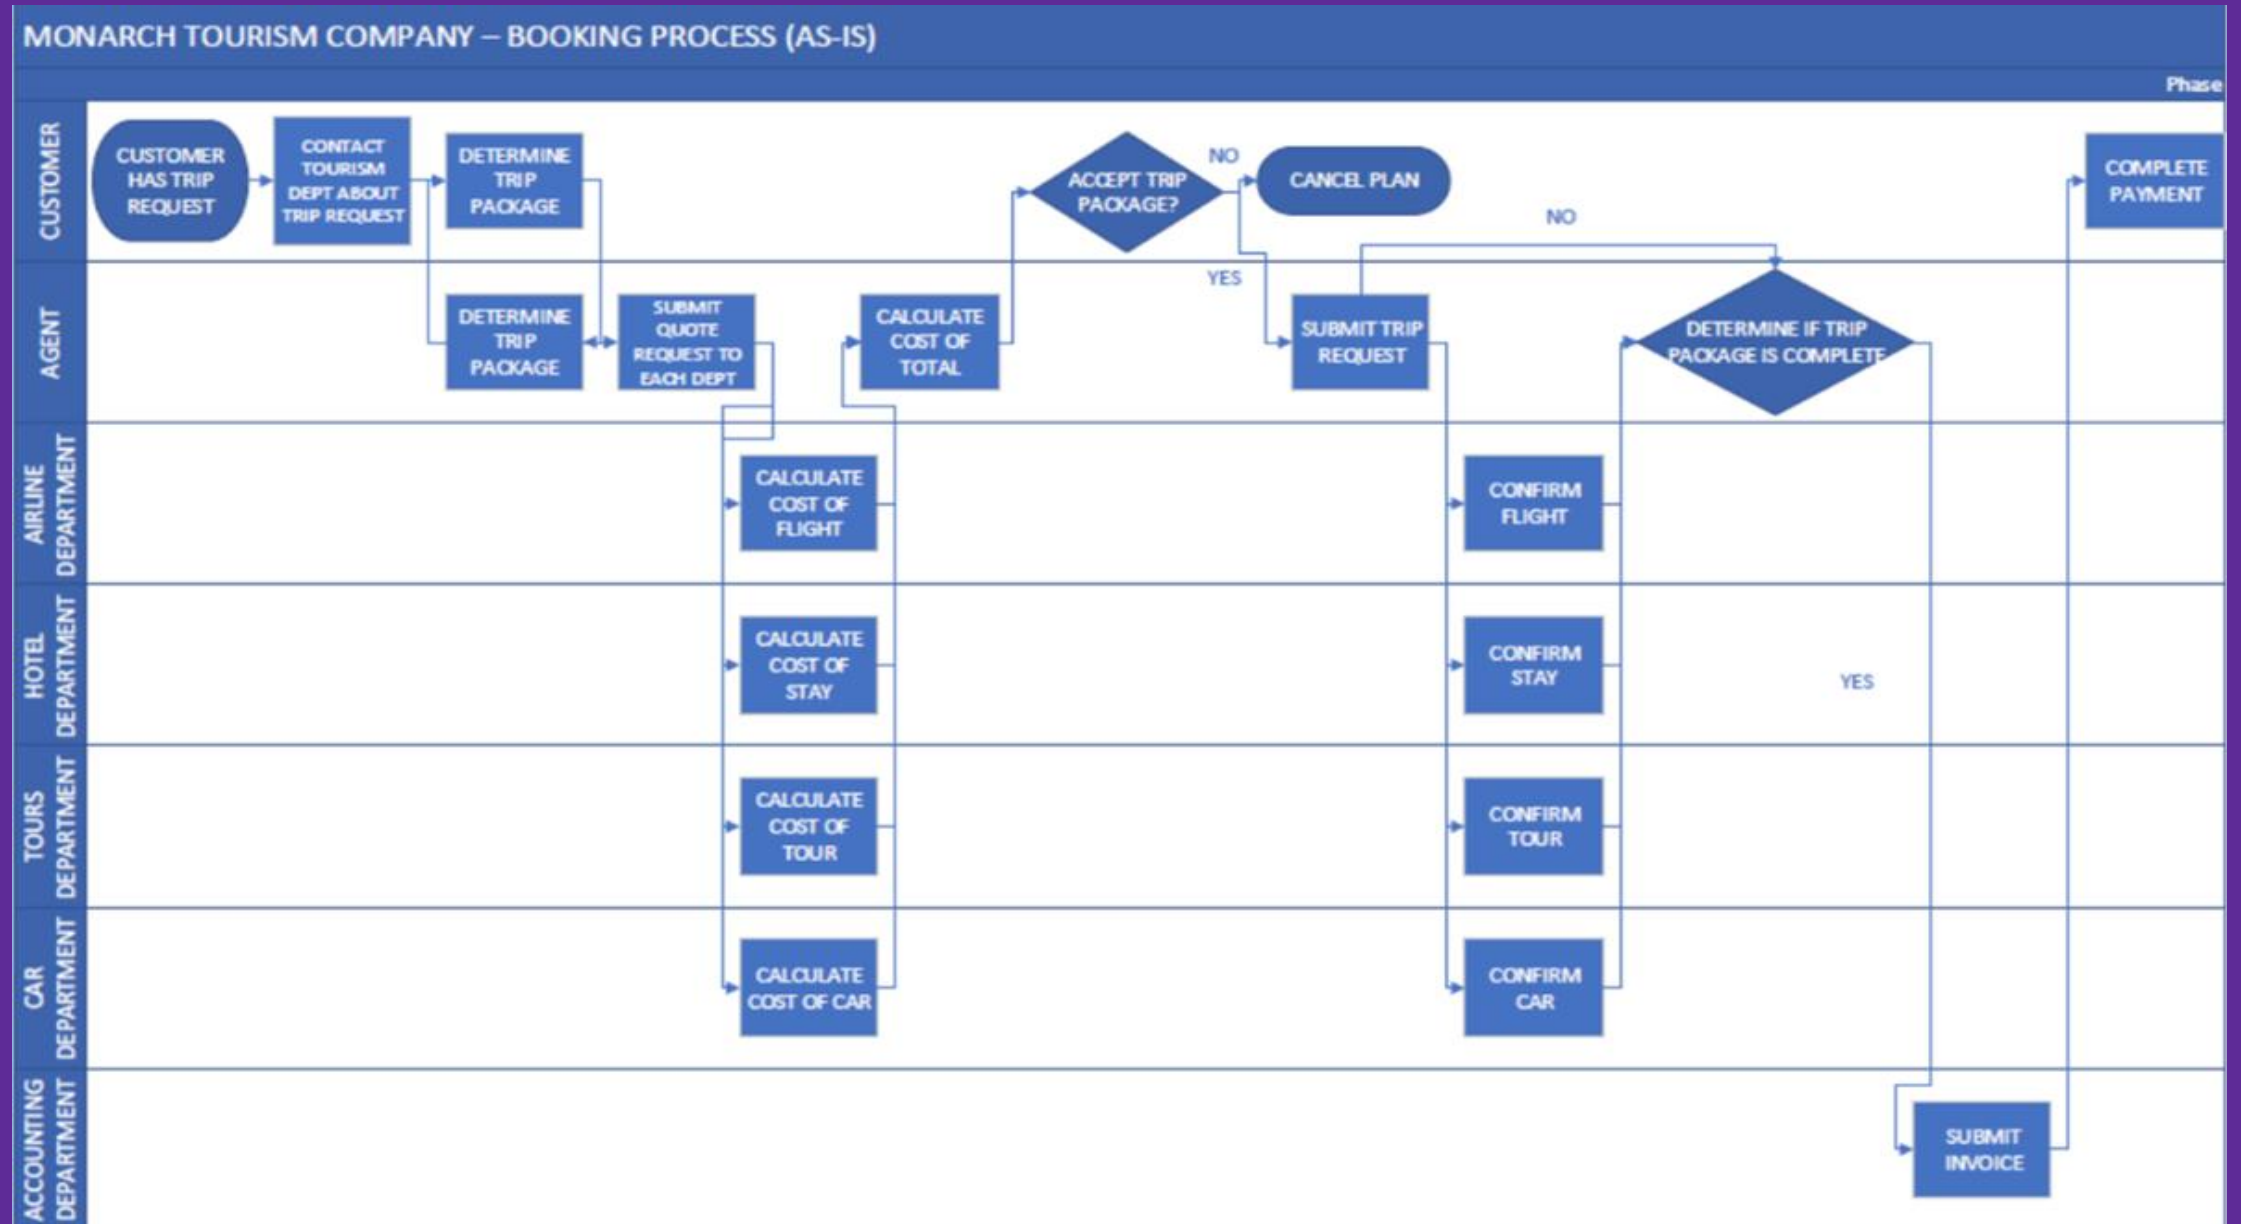 MONARCH TOURISM COMPANY – BOOKING PROCESS (AS-IS)
Phase
CUSTOMER
CUSTOMER
HAS TRIP
REQUEST
CONTACT
TOURISM
DEPT ABOUT
TRIP REQUEST
DETERMINE
TRIP
PACKAGE
ACCEPT TRIP
PACKAGE?
NO
CANCEL PLAN
NO
COMPLETE
PAYMENT
AGENT
DETERMINE
TRIP
PACKAGE
SUBMIT
QUOTE
REQUEST TO
EACH DEPT
CALCULATE
COST OF
TOTAL
YES
SUBMIT TRIP
REQUEST
DETERMINE IF TRIP
PACKAGE IS COMPLETE
AIRLINE
DEPARTMENT
CALCULATE
COST OF
FLIGHT
CONFIRM
FLIGHT
HOTEL
DEPARTMENT
CALCULATE
COST OF
STAY
CONFIRM
STAY
YES
TOURS
DEPARTMENT
CALCULATE
COST OF
TOUR
CONFIRM
TOUR
CAR
DEPARTMENT
CALCULATE
COST OF CAR
CONFIRM
CAR
ACCOUNTING
DEPARTMENT
SUBMIT
INVOICE